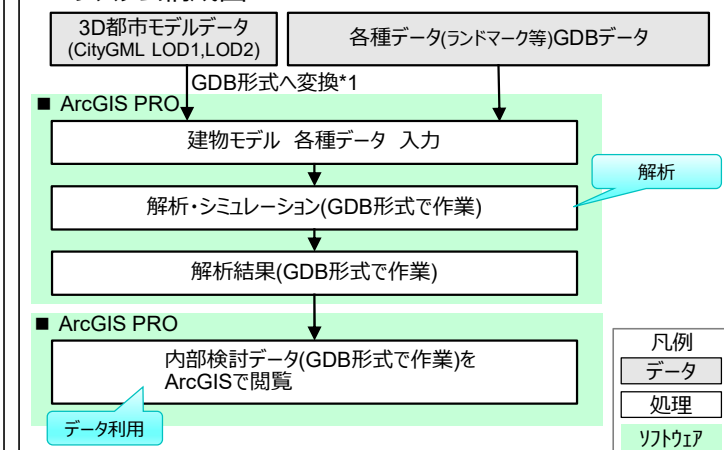 3D都市モデルデータ
(CityGML LOD1,LOD2)
各種データ(ランドマーク等)GDBデータ
GDB形式へ変換*1
■ ArcGIS PRO
建物モデル 各種データ 入力
解析
解析・シミュレーション(GDB形式で作業)
解析結果(GDB形式で作業)
■ ArcGIS PRO
内部検討データ(GDB形式で作業)を
ArcGISで閲覧
データ利用
凡例
データ
処理
ソフトウェア